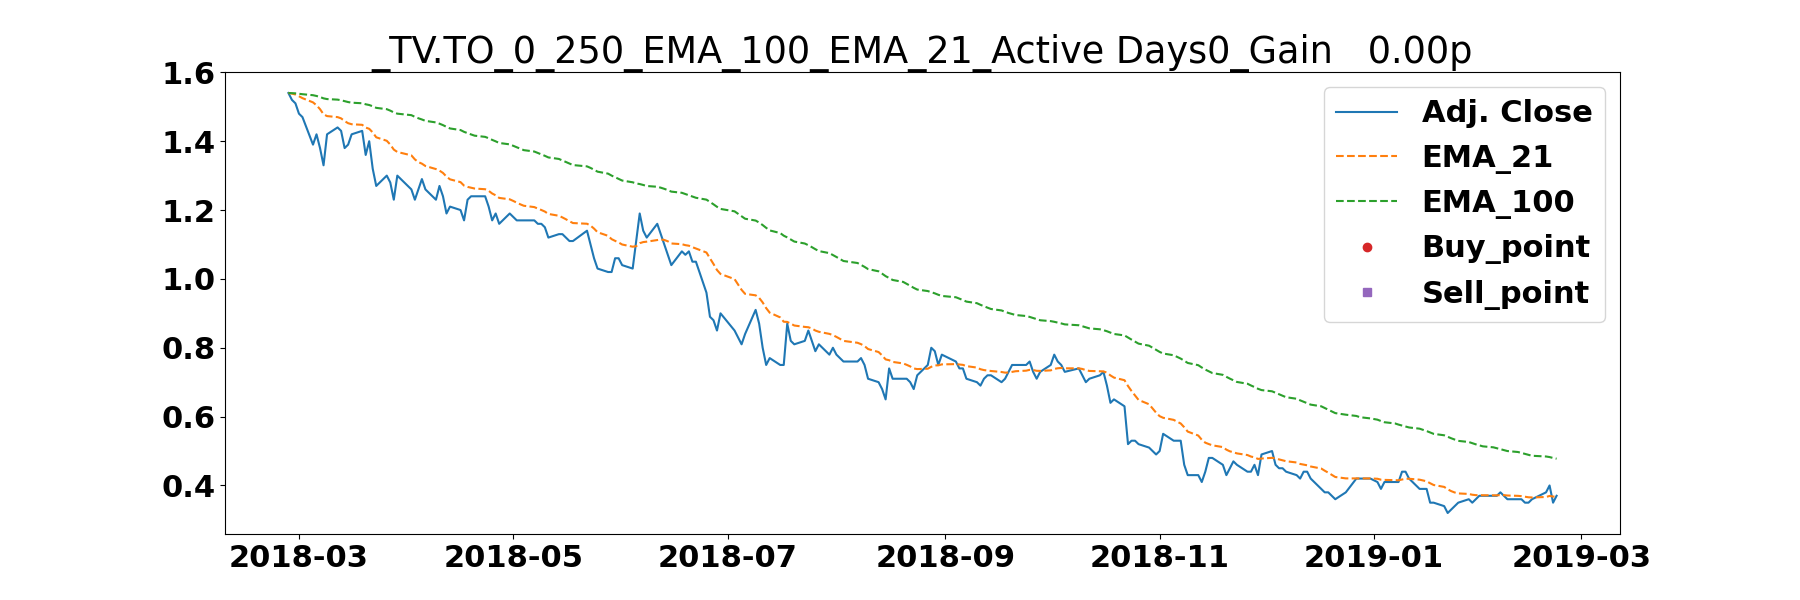 _TV.TO_0_250_EMA_100_EMA_21_Active Days0_Gain   0.00p
1.6
1.4
1.2
1.0
0.8
0.6
0.4
Adj. Close
EMA_21
EMA_100
Buy_point
Sell_point
2018-03 2018-05 2018-07 2018-09 2018-11 2019-01 2019-03